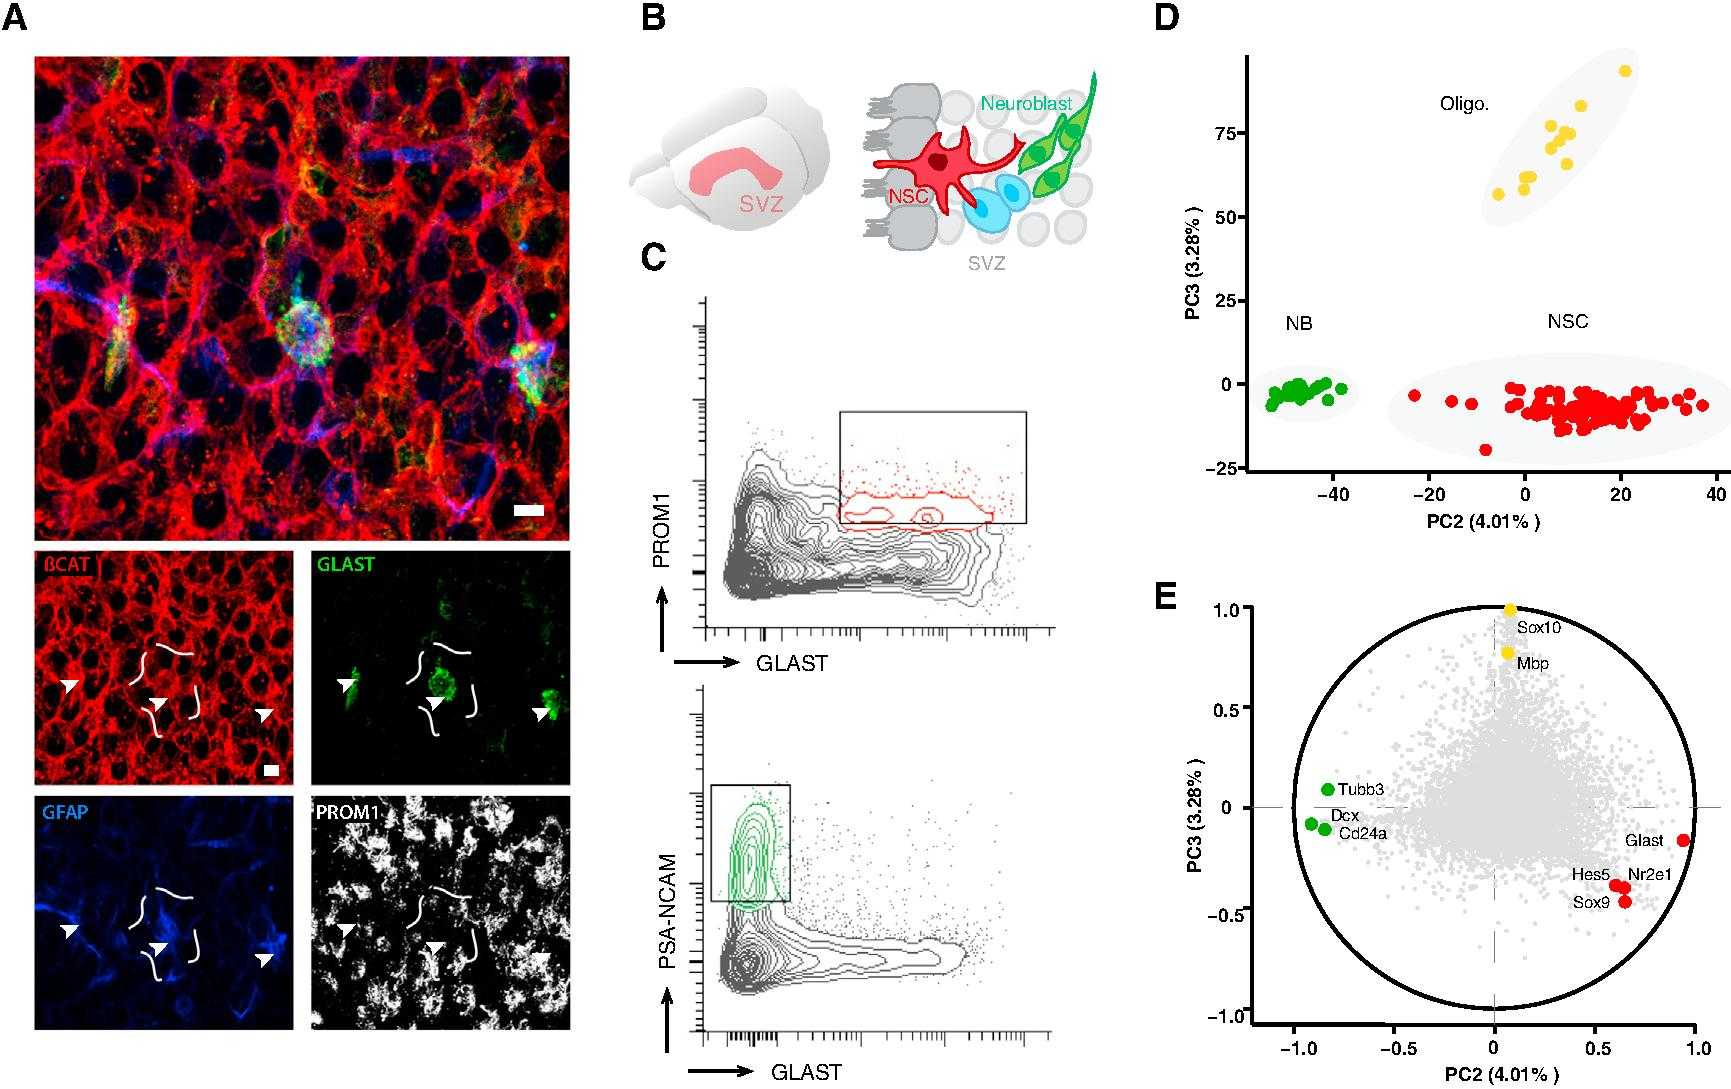 A
ßCAT
GLAST
GFAP
PROM1
B
SVZ
Neuroblast
NSC
SVZ
C
PROM1
GLAST
PSA-NCAM
GLAST
D
Oligo.
NB
NSC
75
50
25
0
−25
PC3 (3.28% )
−40
−20
0
20
40
PC2 (4.01% )
E
1.0
0.5
0
−0.5
−1.0
PC3 (3.28% )
Sox10
Mbp
Tubb3
Dcx
Cd24a
Glast
Hes5
Nr2e1
Sox9
−1.0
−0.5
0
0.5
1.0
PC2 (4.01% )